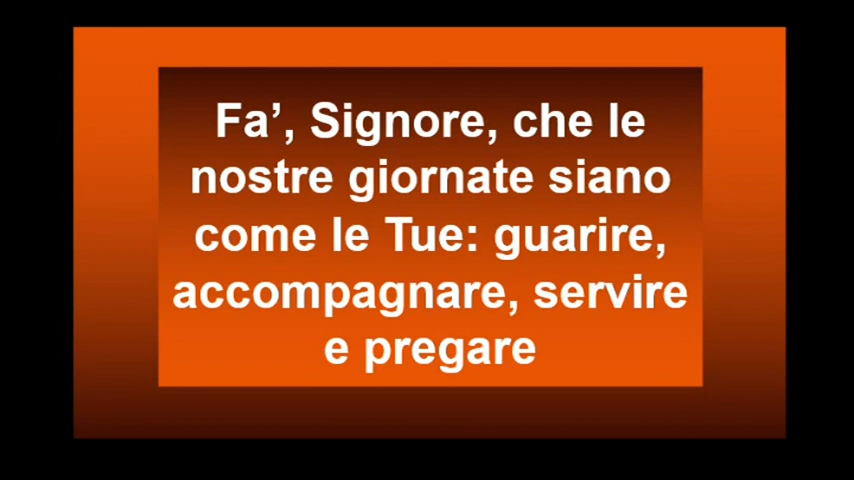 Fa’, Signore, che le
nostre giornate siano
come le Tue: guarire,
accompagnare, servire
e pregare